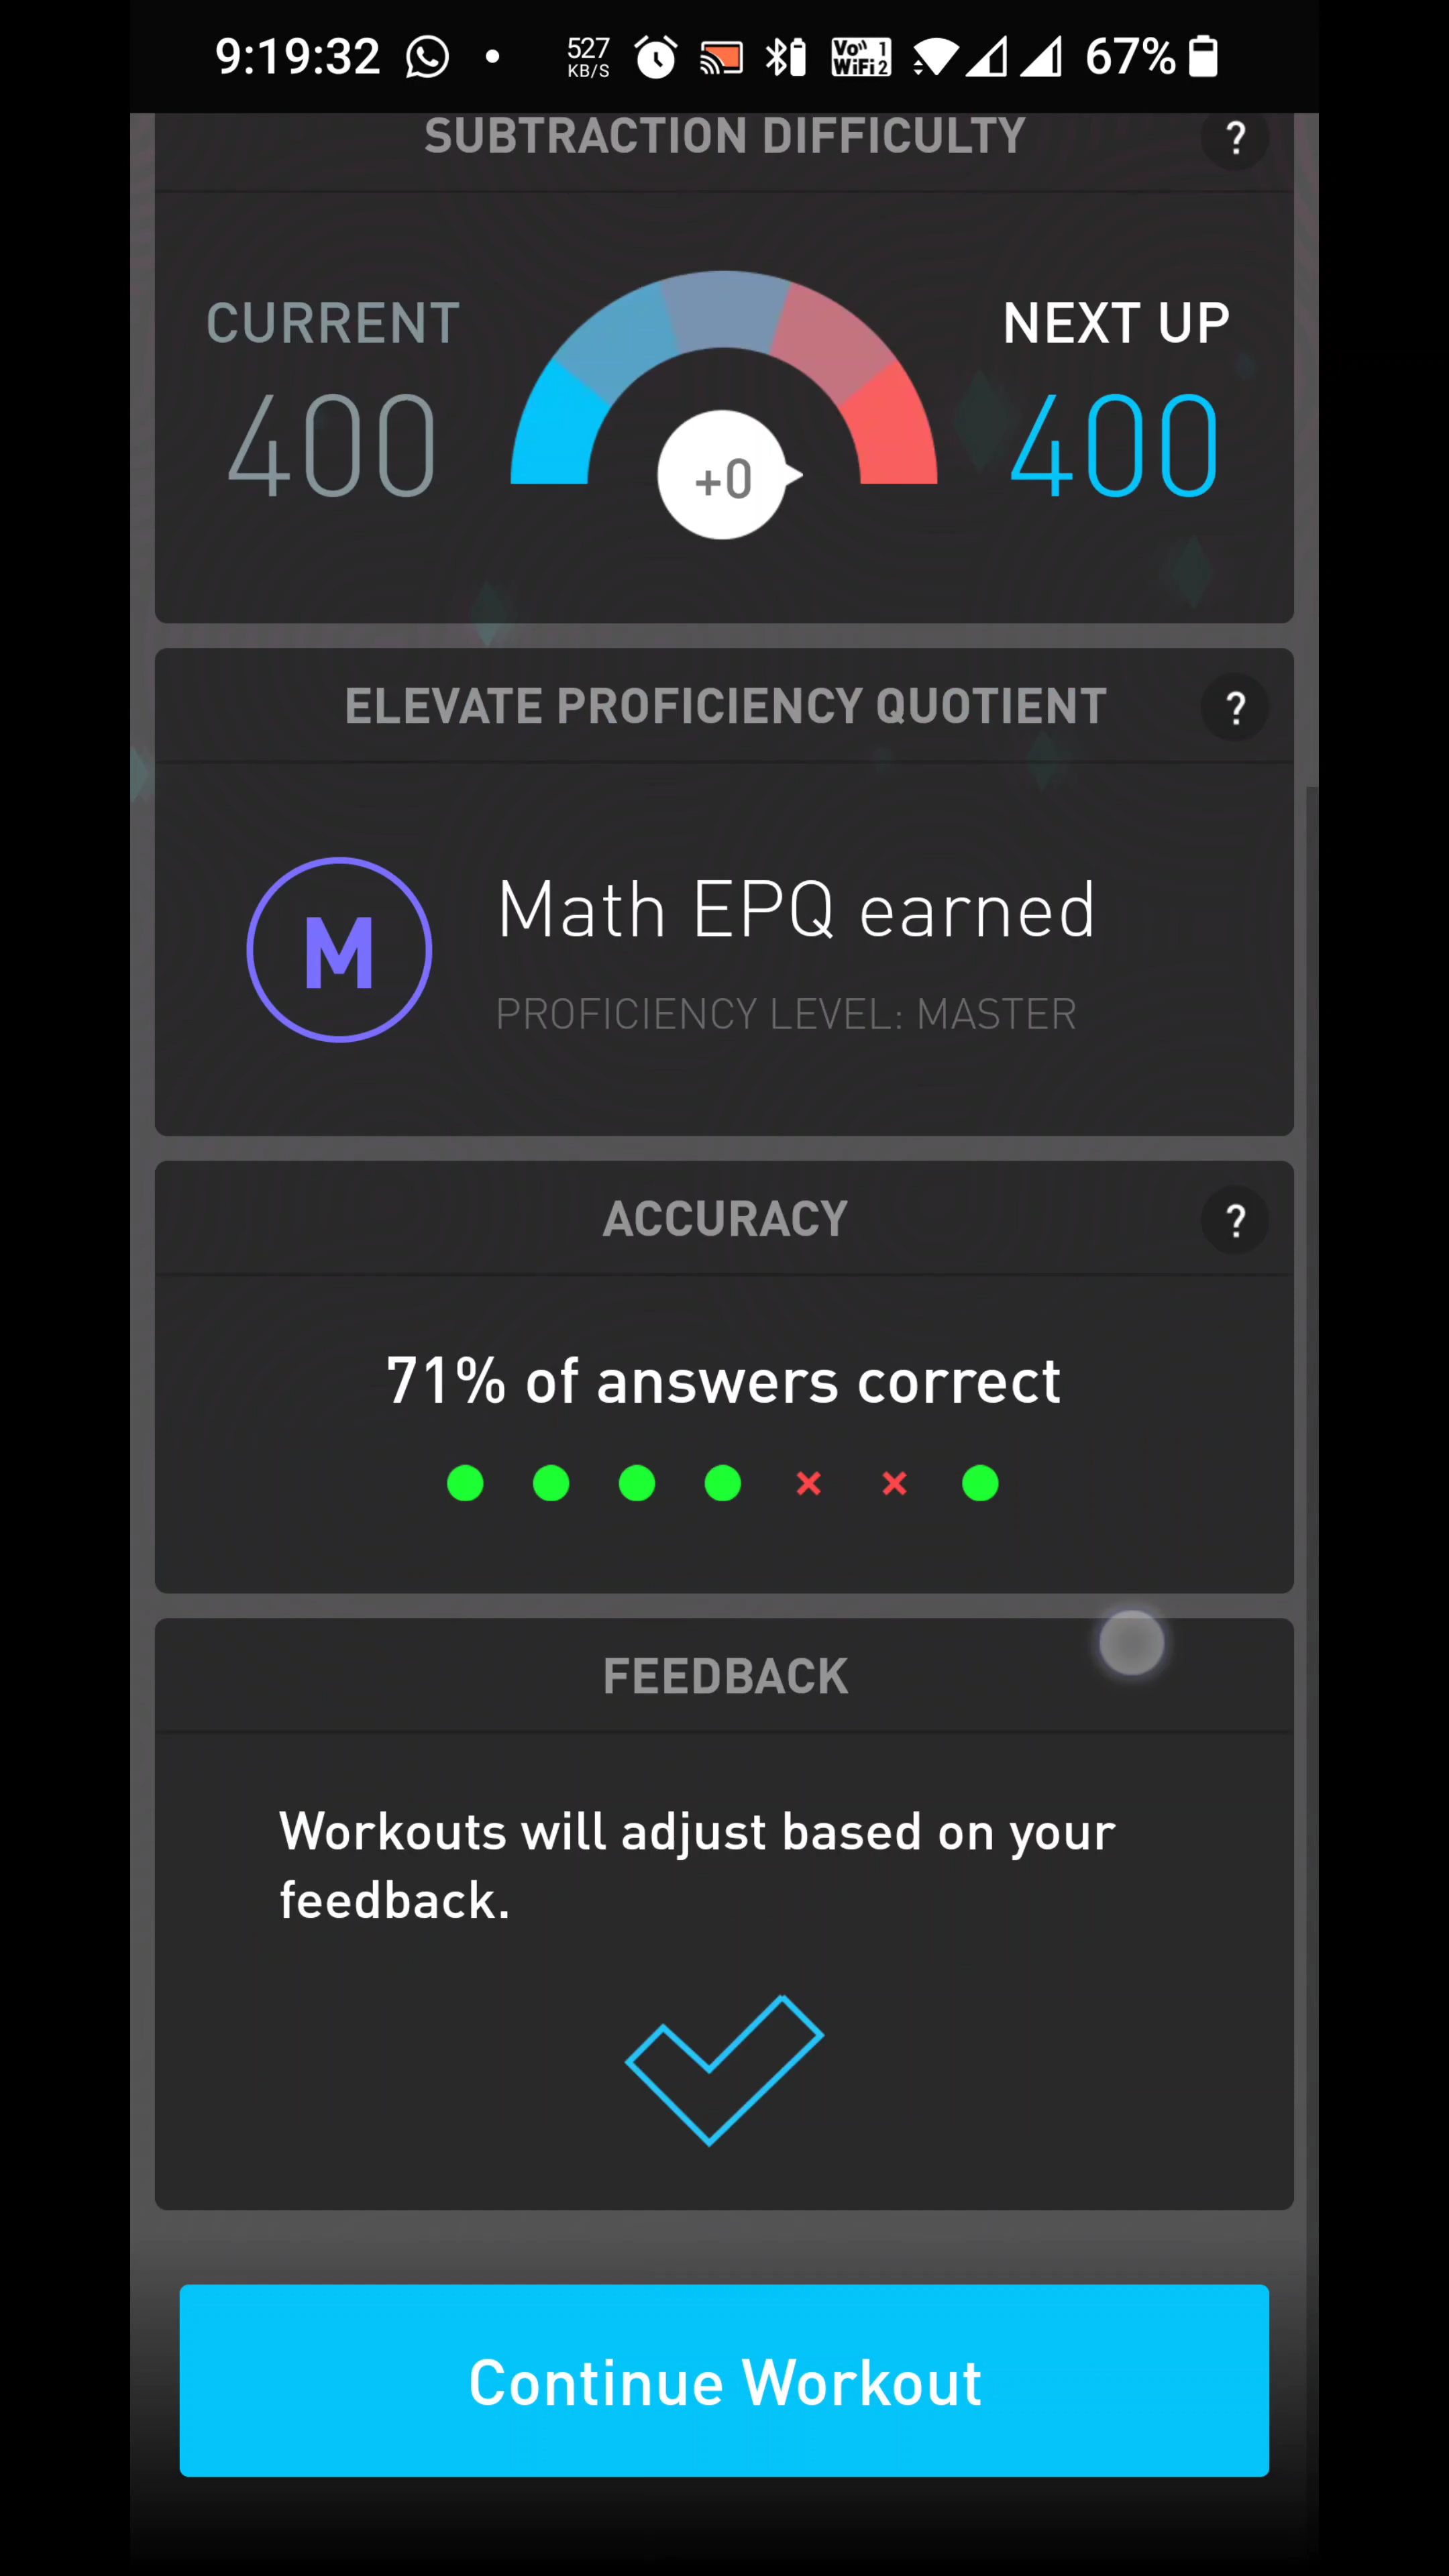 9:19:32 527 KB/S Vo 1 WiFi 2 67%
SUBTRACTION DIFFICULTY ?
CURRENT
400
+0
NEXT UP
400
ELEVATE PROFICIENCY QUOTIENT ?
M
Math EPQ earned
PROFICIENCY LEVEL: MASTER
ACCURACY ?
71% of answers correct
FEEDBACK
Workouts will adjust based on your
feedback.
Continue Workout